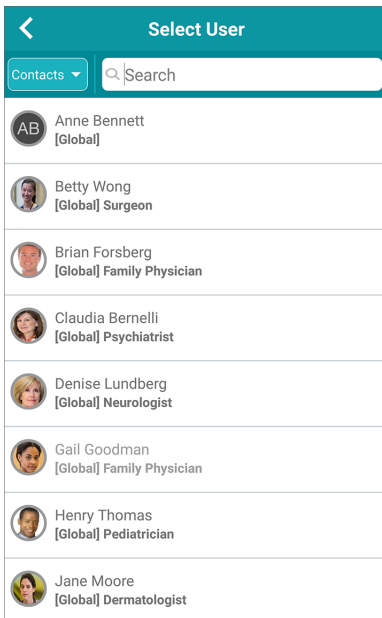 Select User
Contacts
Search
AB
Anne Bennett
[Global]
Betty Wong
[Global] Surgeon
Brian Forsberg
[Global] Family Physician
Claudia Bernelli
[Global] Psychiatrist
Denise Lundberg
[Global] Neurologist
Gail Goodman
[Global] Family Physician
Henry Thomas
[Global] Pediatrician
Jane Moore
[Global] Dermatologist